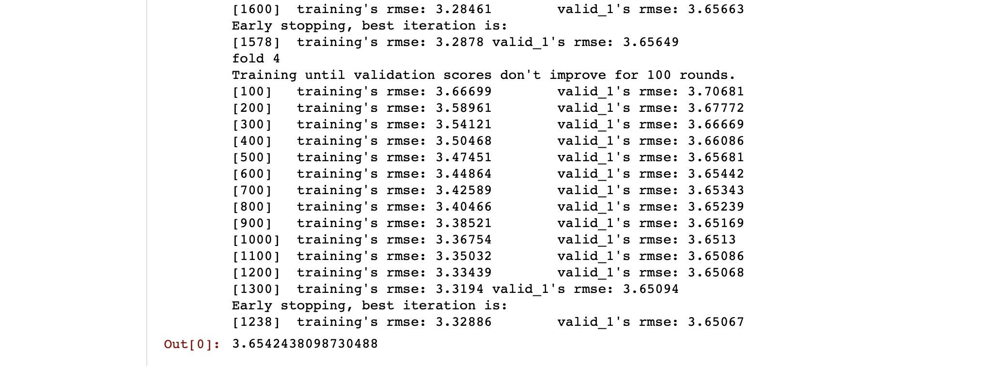 [1600]  training's rmse: 3.28461        valid_1's rmse: 3.65663
Early stopping, best iteration is:
[1578]  training's rmse: 3.2878 valid_1's rmse: 3.65649
fold 4
Training until validation scores don't improve for 100 rounds.
[100]   training's rmse: 3.66699        valid_1's rmse: 3.70681
[200]   training's rmse: 3.58961        valid_1's rmse: 3.67772
[300]   training's rmse: 3.54121        valid_1's rmse: 3.66669
[400]   training's rmse: 3.50468        valid_1's rmse: 3.66086
[500]   training's rmse: 3.47451        valid_1's rmse: 3.65681
[600]   training's rmse: 3.44864        valid_1's rmse: 3.65442
[700]   training's rmse: 3.42589        valid_1's rmse: 3.65343
[800]   training's rmse: 3.40466        valid_1's rmse: 3.65239
[900]   training's rmse: 3.38521        valid_1's rmse: 3.65169
[1000]  training's rmse: 3.36754        valid_1's rmse: 3.6513
[1100]  training's rmse: 3.35032        valid_1's rmse: 3.65086
[1200]  training's rmse: 3.33439        valid_1's rmse: 3.65068
[1300]  training's rmse: 3.3194 valid_1's rmse: 3.65094
Early stopping, best iteration is:
[1238]  training's rmse: 3.32886        valid_1's rmse: 3.65067
Out[0]: 3.6542438098730488